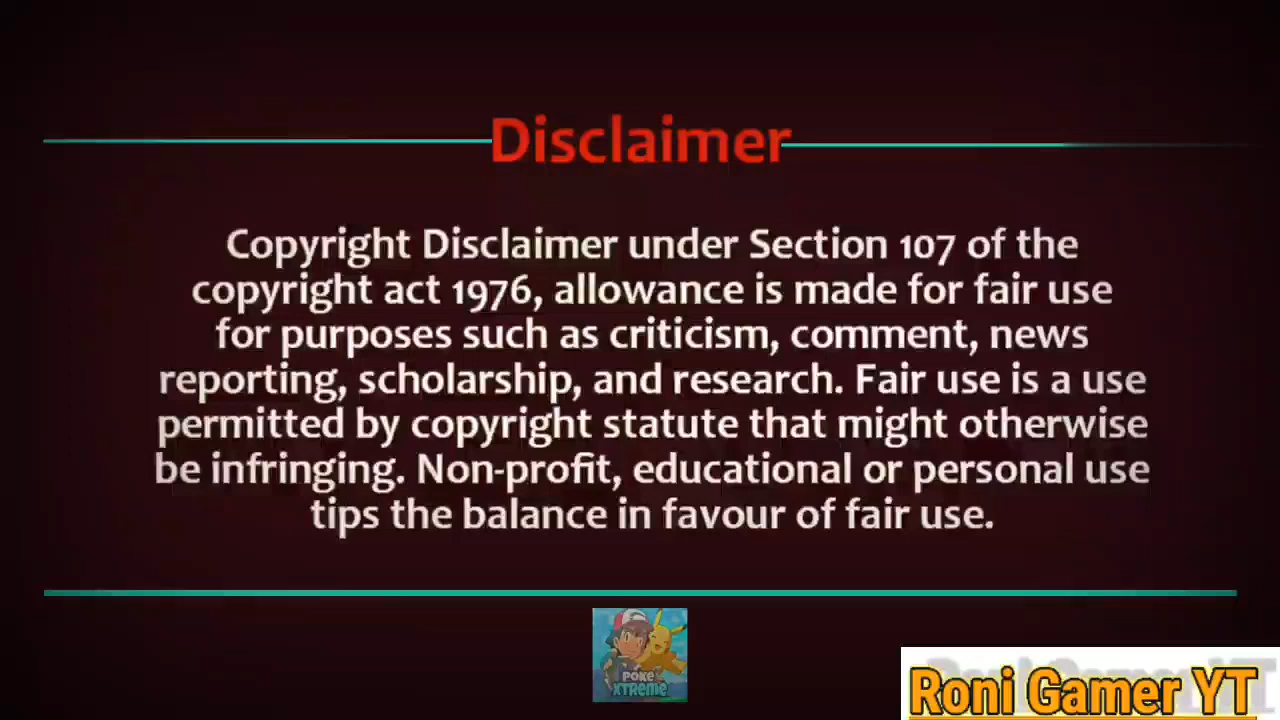 Disclaimer
Copyright Disclaimer under Section 107 of the
copyright act 1976, allowance is made for fair use
for purposes such as criticism, comment, news
reporting, scholarship, and research. Fair use is a use
permitted by copyright statute that might otherwise
be infringing. Non-profit, educational or personal use
tips the balance in favour of fair use.
POKE
XTREME
Roni Gamer YT